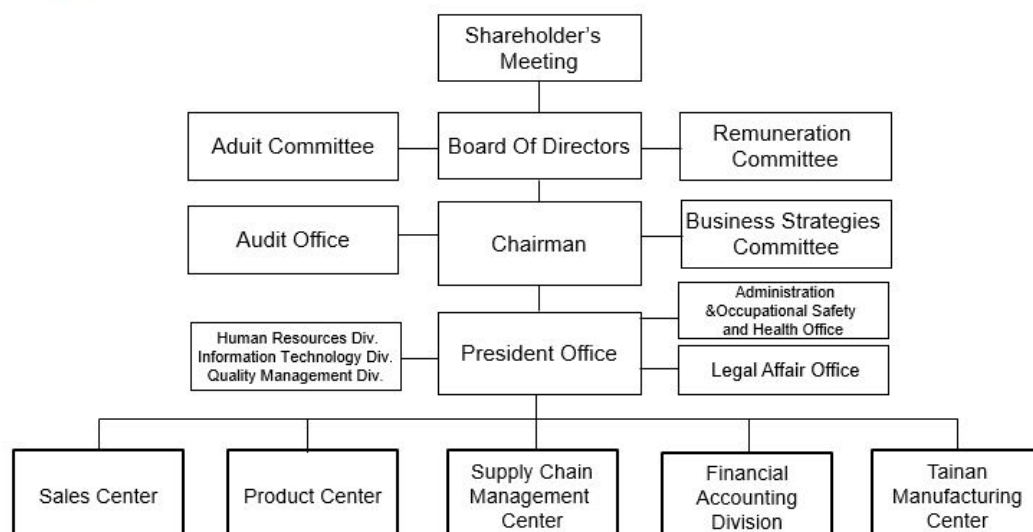 Shareholder's
Meeting
Aduit Committee
Board Of Directors
Remuneration
Committee
Audit Office
Chairman
Business Strategies
Committee
Human Resources Div.
Information Technology Div.
Quality Management Div.
President Office
Administration
&Occupational Safety
and Health Office
Legal Affair Office
Sales Center
Product Center
Supply Chain
Management
Center
Financial
Accounting
Division
Tainan
Manufacturing
Center